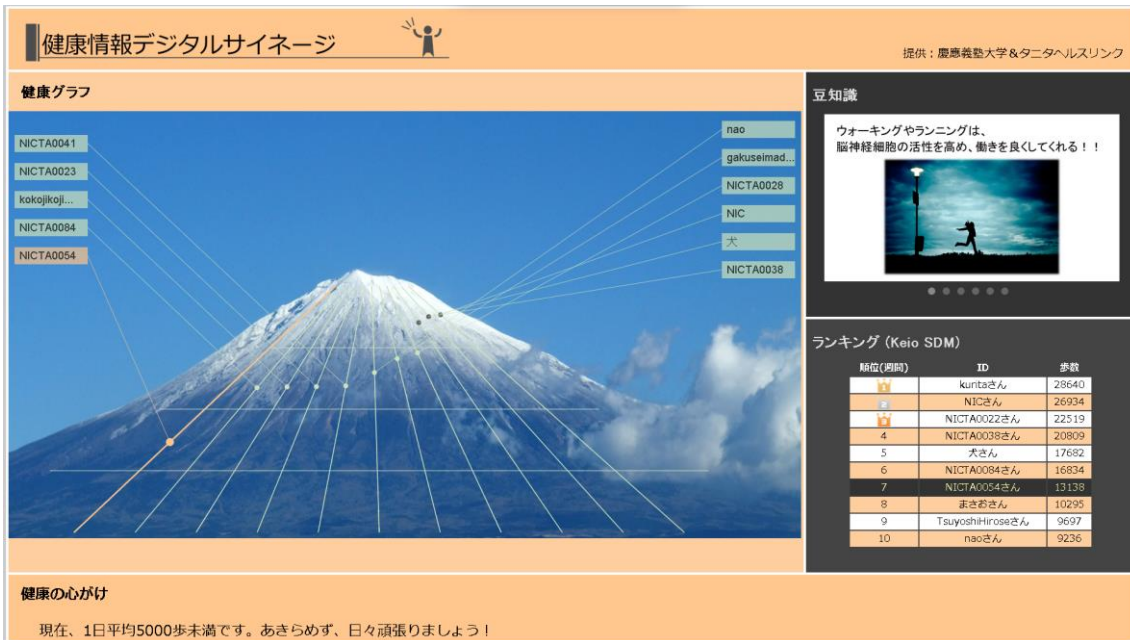 健康情報デジタルサイネージ
提供：慶應義塾大学&タニタヘルスリンク
健康グラフ
NICTA0041
NICTA0023
kokojikoji...
NICTA0084
NICTA0054
nao
gakuseimad...
NICTA0028
NIC
犬
NICTA0038
豆知識
ウォーキングやランニングは、
脳神経細胞の活性を高め、働きを良くしてくれる！！
ランキング (Keio SDM)
順位(週間) ID 歩数
1 kuritaさん 28640
2 NICさん 26934
3 NICTA0022さん 22519
4 NICTA0038さん 20809
5 犬さん 17682
6 NICTA0084さん 16834
7 NICTA0054さん 13138
8 まさおさん 10295
9 TsuyoshiHiroseさん 9697
10 naoさん 9236
健康の心がけ
現在、1日平均5000歩未満です。あきらめず、日々頑張りましょう！